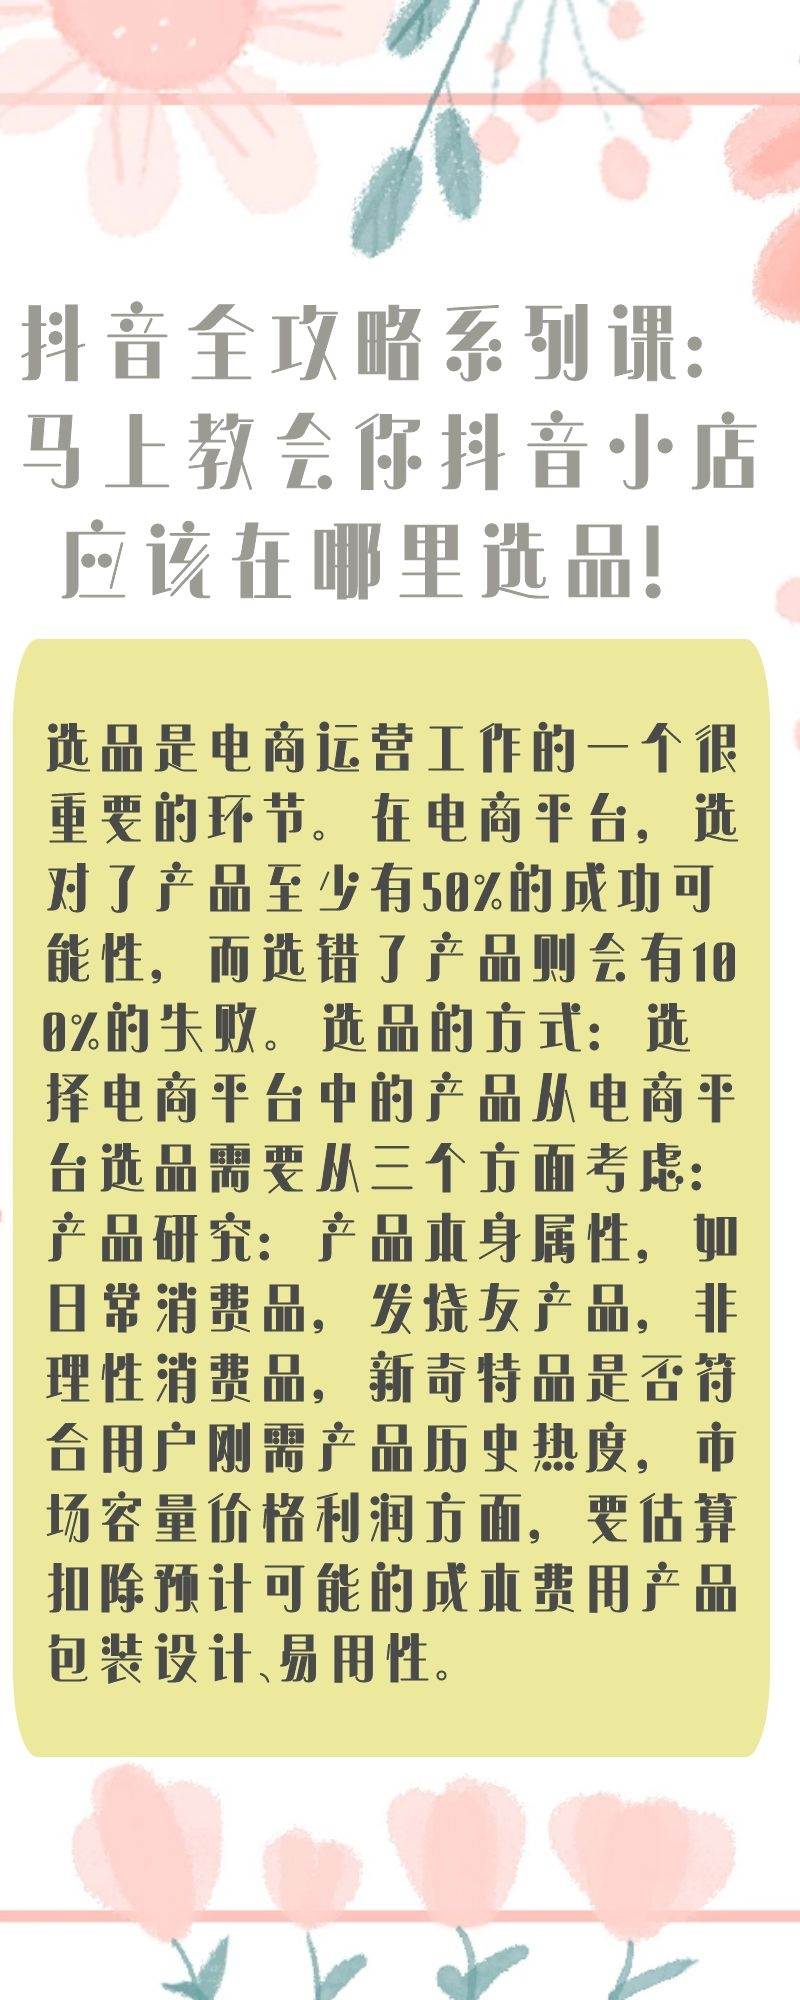 抖音全攻略系列课：
马上教会你抖音小店
应该在哪里选品！
选品是电商运营工作的一个很
重要的环节。在电商平台，选
对了产品至少有50%的成功可
能性，而选错了产品则会有10
0%的失败。选品的方式：选
择电商平台中的产品从电商平
台选品需要从三个方面考虑：
产品研究：产品本身属性，如
日常消费品，发烧友产品，非
理性消费品，新奇特品是否符
合用户刚需产品历史热度，市
场容量价格利润方面，要估算
扣除预计可能的成本费用产品
包装设计、易用性。